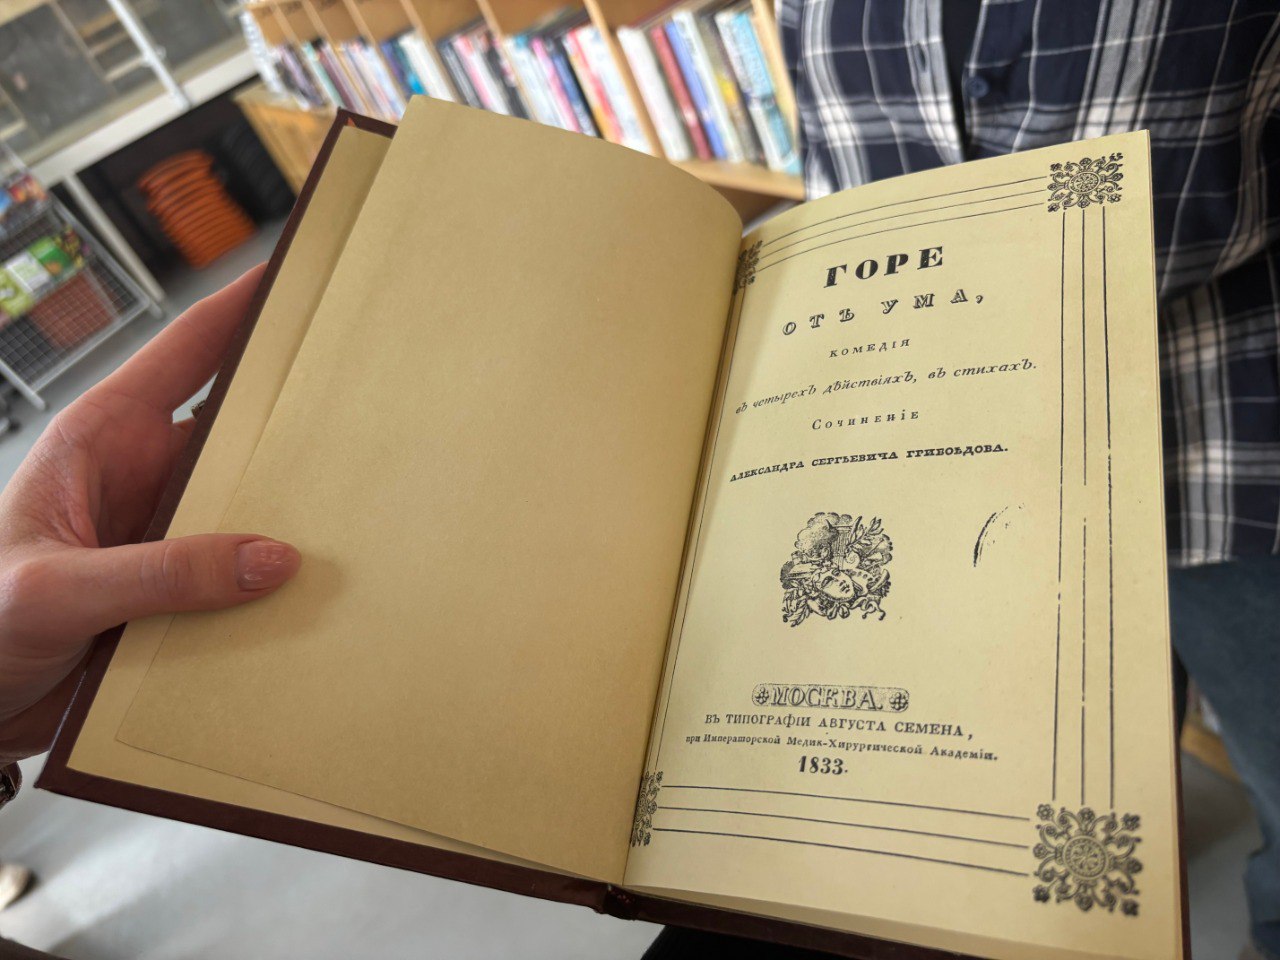 ГОРЕ
ОТЪ УМА,
КОМЕДІЯ
въ четырехъ дѣйствіяхъ, въ стихахъ.
Сочиненіе
АЛЕКСАНДРА СЕРГѢЕВИЧА ГРИБОѢДОВА.
МОСКВА.
ВЪ ТИПОГРАФІИ АВГУСТА СЕМЕНА,
при Императорской Медик-Хирургической Академіи.
1833.